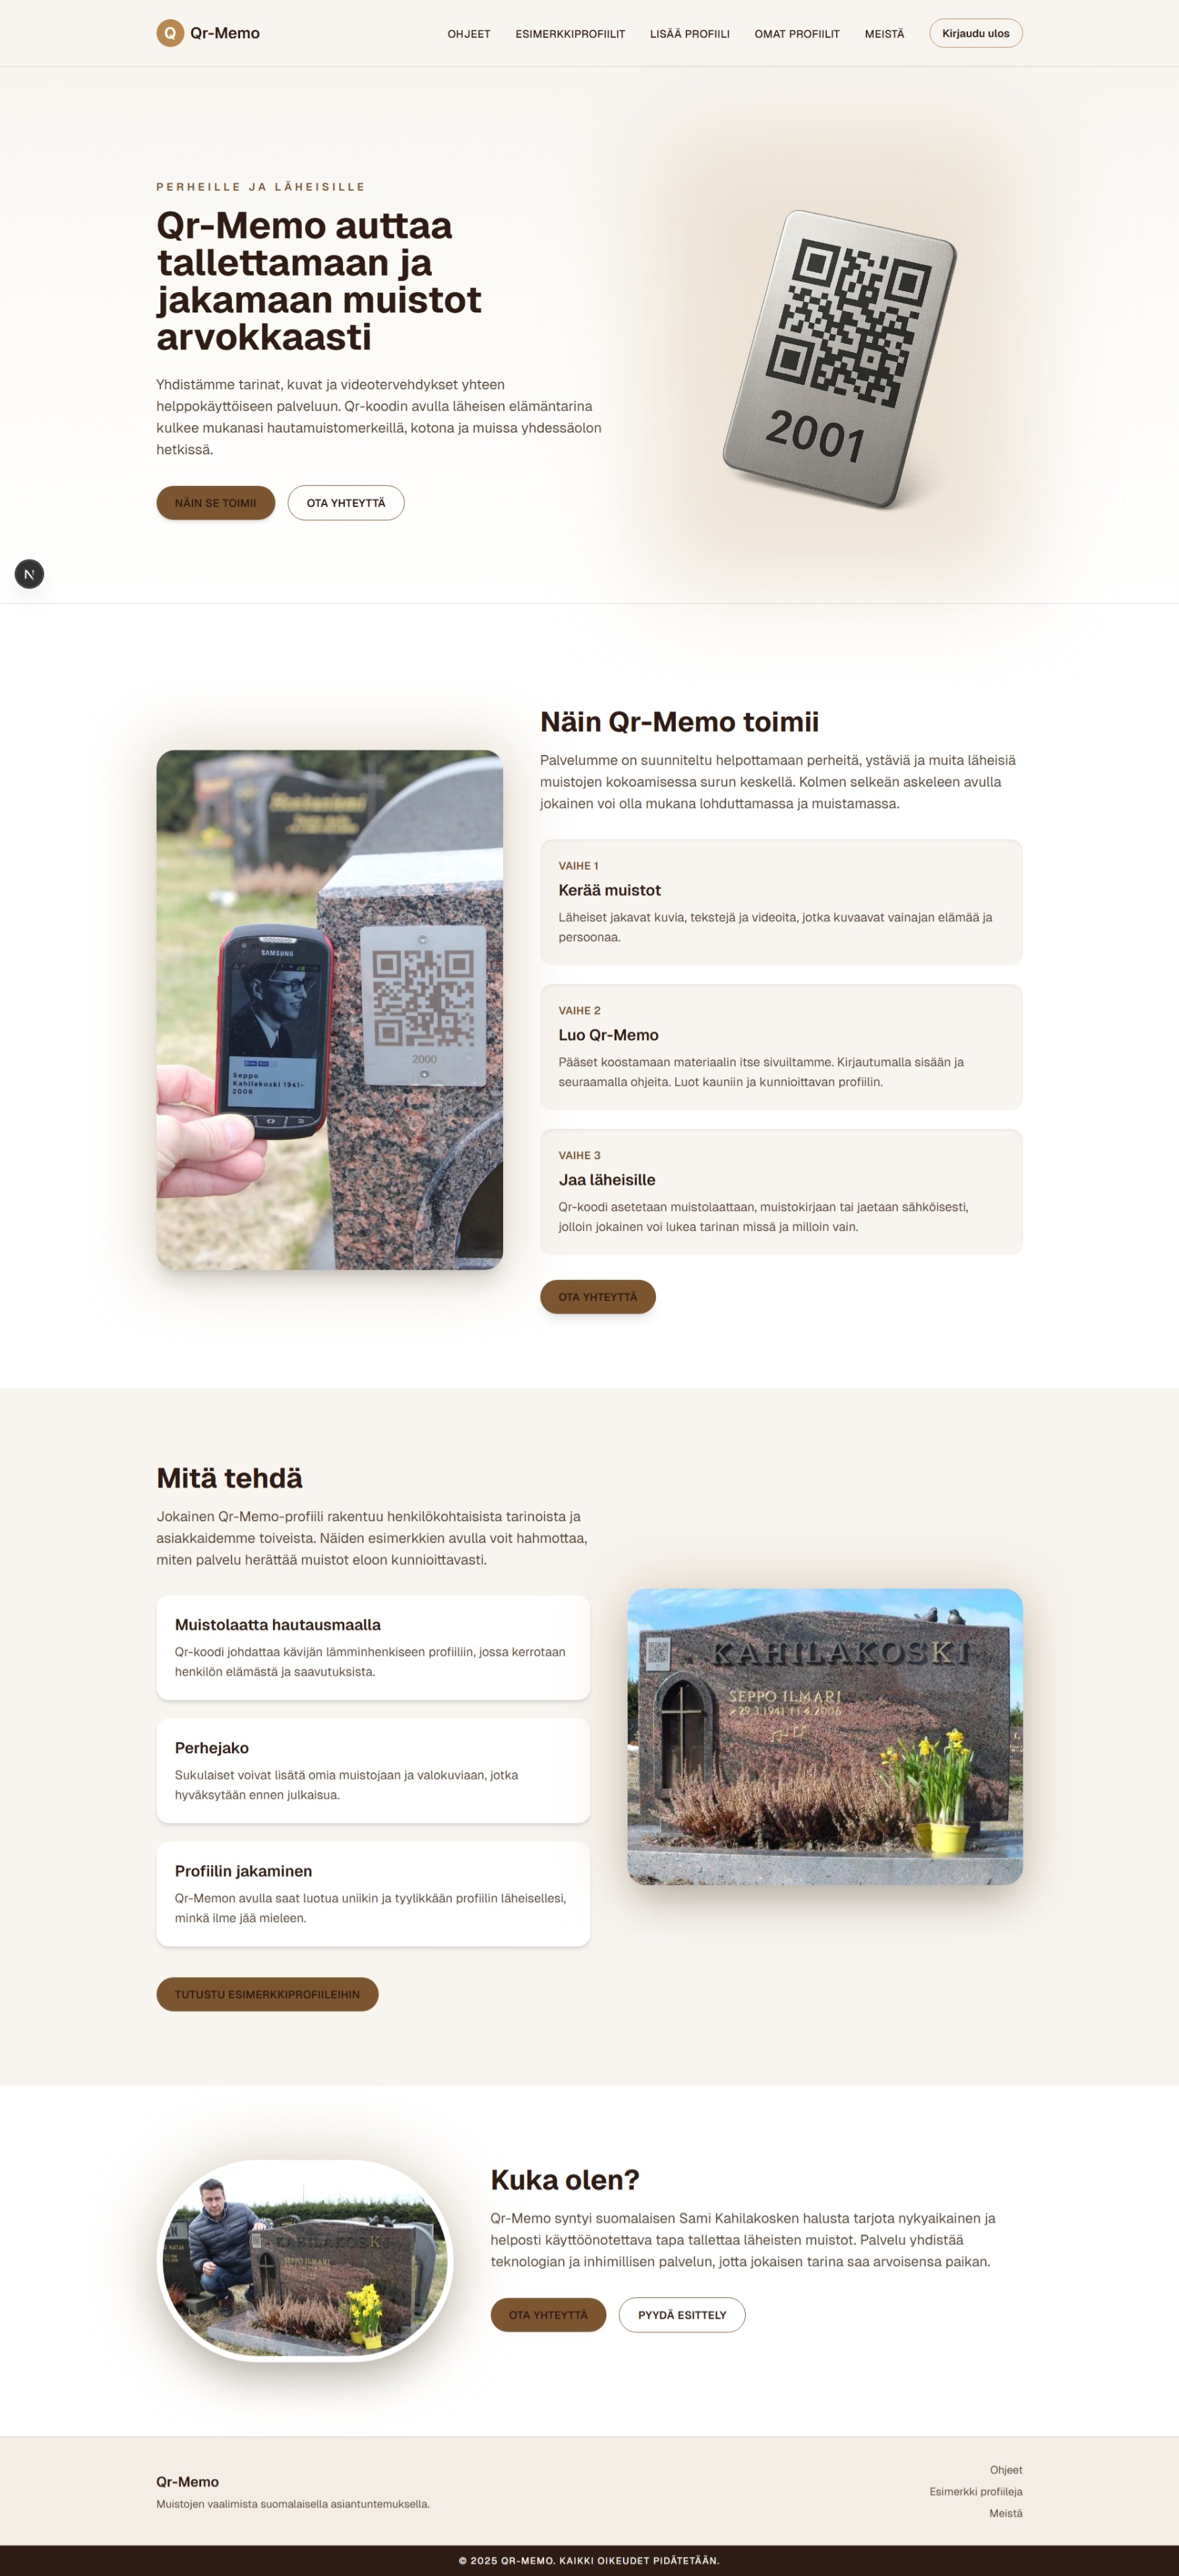 Q Qr-Memo
OHJEET ESIMERKKIPROFIILIT LISÄÄ PROFIILI OMAT PROFIILIT MEISTÄ Kirjaudu ulos
PERHEILLE JA LÄHEISILLE
Qr-Memo auttaa
tallettamaan ja
jakamaan muistot
arvokkaasti
Yhdistämme tarinat, kuvat ja videotervehdykset yhteen
helppokäyttöiseen palveluun. Qr-koodin avulla läheisen elämäntarina
kulkee mukanasi hautamuistomerkeillä, kotona ja muissa yhdessäolon
hetkissä.
NÄIN SE TOIMII OTA YHTEYTTÄ
2001
N
Näin Qr-Memo toimii
Palvelumme on suunniteltu helpottamaan perheitä, ystäviä ja muita läheisiä
muistojen kokoamisessa surun keskellä. Kolmen selkeän askeleen avulla
jokainen voi olla mukana lohduttamassa ja muistamassa.
SAMSUNG
Seppo
Kahilakoski 1941-
2006
2000
VAIHE 1
Kerää muistot
Läheiset jakavat kuvia, tekstejä ja videoita, jotka kuvaavat vainajan elämää ja
persoonaa.
VAIHE 2
Luo Qr-Memo
Pääset koostamaan materiaalin itse sivuiltamme. Kirjautumalla sisään ja
seuraamalla ohjeita. Luot kauniin ja kunnioittavan profiilin.
VAIHE 3
Jaa läheisille
Qr-koodi asetetaan muistolaattaan, muistokirjaan tai jaetaan sähköisesti,
jolloin jokainen voi lukea tarinan missä ja milloin vain.
OTA YHTEYTTÄ
Mitä tehdä
Jokainen Qr-Memo-profiili rakentuu henkilökohtaisista tarinoista ja
asiakkaidemme toiveista. Näiden esimerkkien avulla voit hahmottaa,
miten palvelu herättää muistot eloon kunnioittavasti.
Muistolaatta hautausmaalla
Qr-koodi johdattaa kävijän lämminhenkiseen profiiliin, jossa kerrotaan
henkilön elämästä ja saavutuksista.
Perhejako
Sukulaiset voivat lisätä omia muistojaan ja valokuviaan, jotka
hyväksytään ennen julkaisua.
Profiilin jakaminen
Qr-Memon avulla saat luotua uniikin ja tyylikkään profiilin läheisellesi,
minkä ilme jää mieleen.
TUTUSTU ESIMERKKIPROFIILEIHIN
KAHILAKOSKI
SEPPO ILMARI
29.3.1941 11.4.2006
Kuka olen?
Qr-Memo syntyi suomalaisen Sami Kahilakosken halusta tarjota nykyaikainen ja
helposti käyttöönotettava tapa tallettaa läheisten muistot. Palvelu yhdistää
teknologian ja inhimillisen palvelun, jotta jokaisen tarina saa arvoisensa paikan.
OTA YHTEYTTÄ PYYDÄ ESITTELY
KAHILAKOSKI
SEPPO ILMARI
Qr-Memo
Muistojen vaalimista suomalaisella asiantuntemuksella.
Ohjeet
Esimerkki profiileja
Meistä
© 2025 QR-MEMO. KAIKKI OIKEUDET PIDÄTETÄÄN.